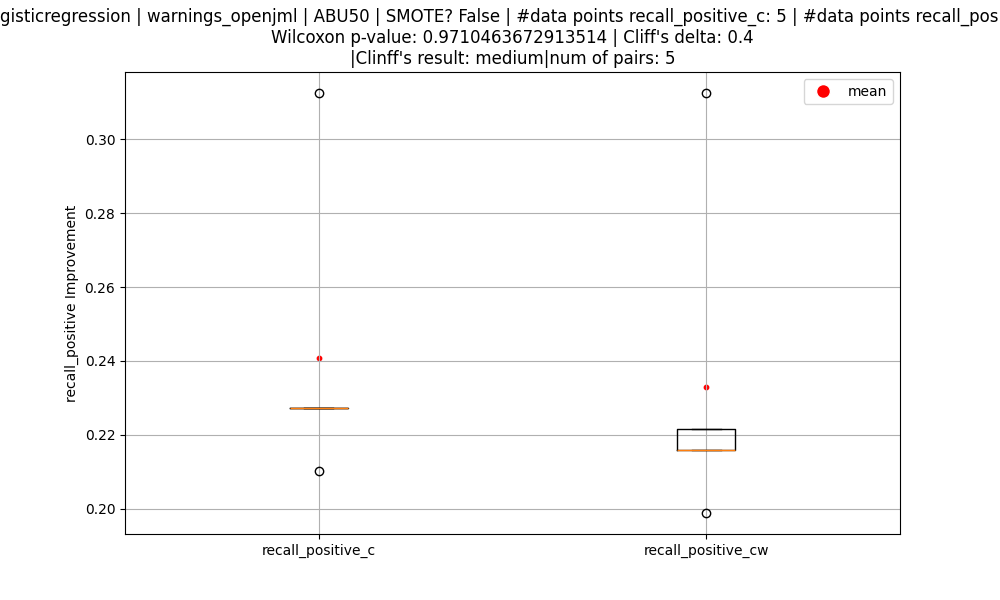 gisticregression | warnings_openjml | ABU50 | SMOTE? False | #data points recall_positive_c: 5 | #data points recall_pos
Wilcoxon p-value: 0.9710463672913514 | Cliff's delta: 0.4
|Clinff's result: medium|num of pairs: 5
mean
0.30
0.28
0.26
0.24
0.22
0.20
recall_positive Improvement
recall_positive_c
recall_positive_cw